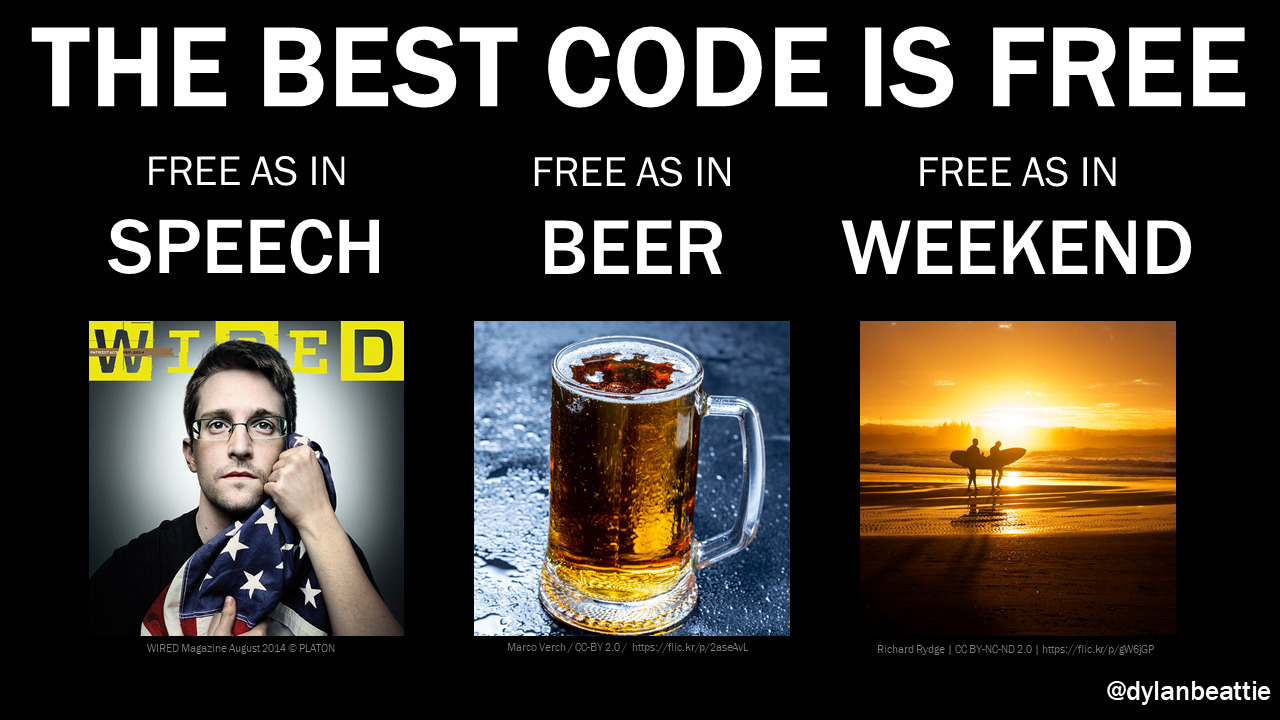 THE BEST CODE IS FREE
FREE AS IN
SPEECH
FREE AS IN
BEER
FREE AS IN
WEEKEND
WIRED
WIRED Magazine August 2014 © PLATON
Marco Verch / CC-BY 2.0 / https://flic.kr/p/2aseAvL
Richard Rydge | CC BY-NC-ND 2.0 | https://flic.kr/p/gW6jGP
@dylanbeattie